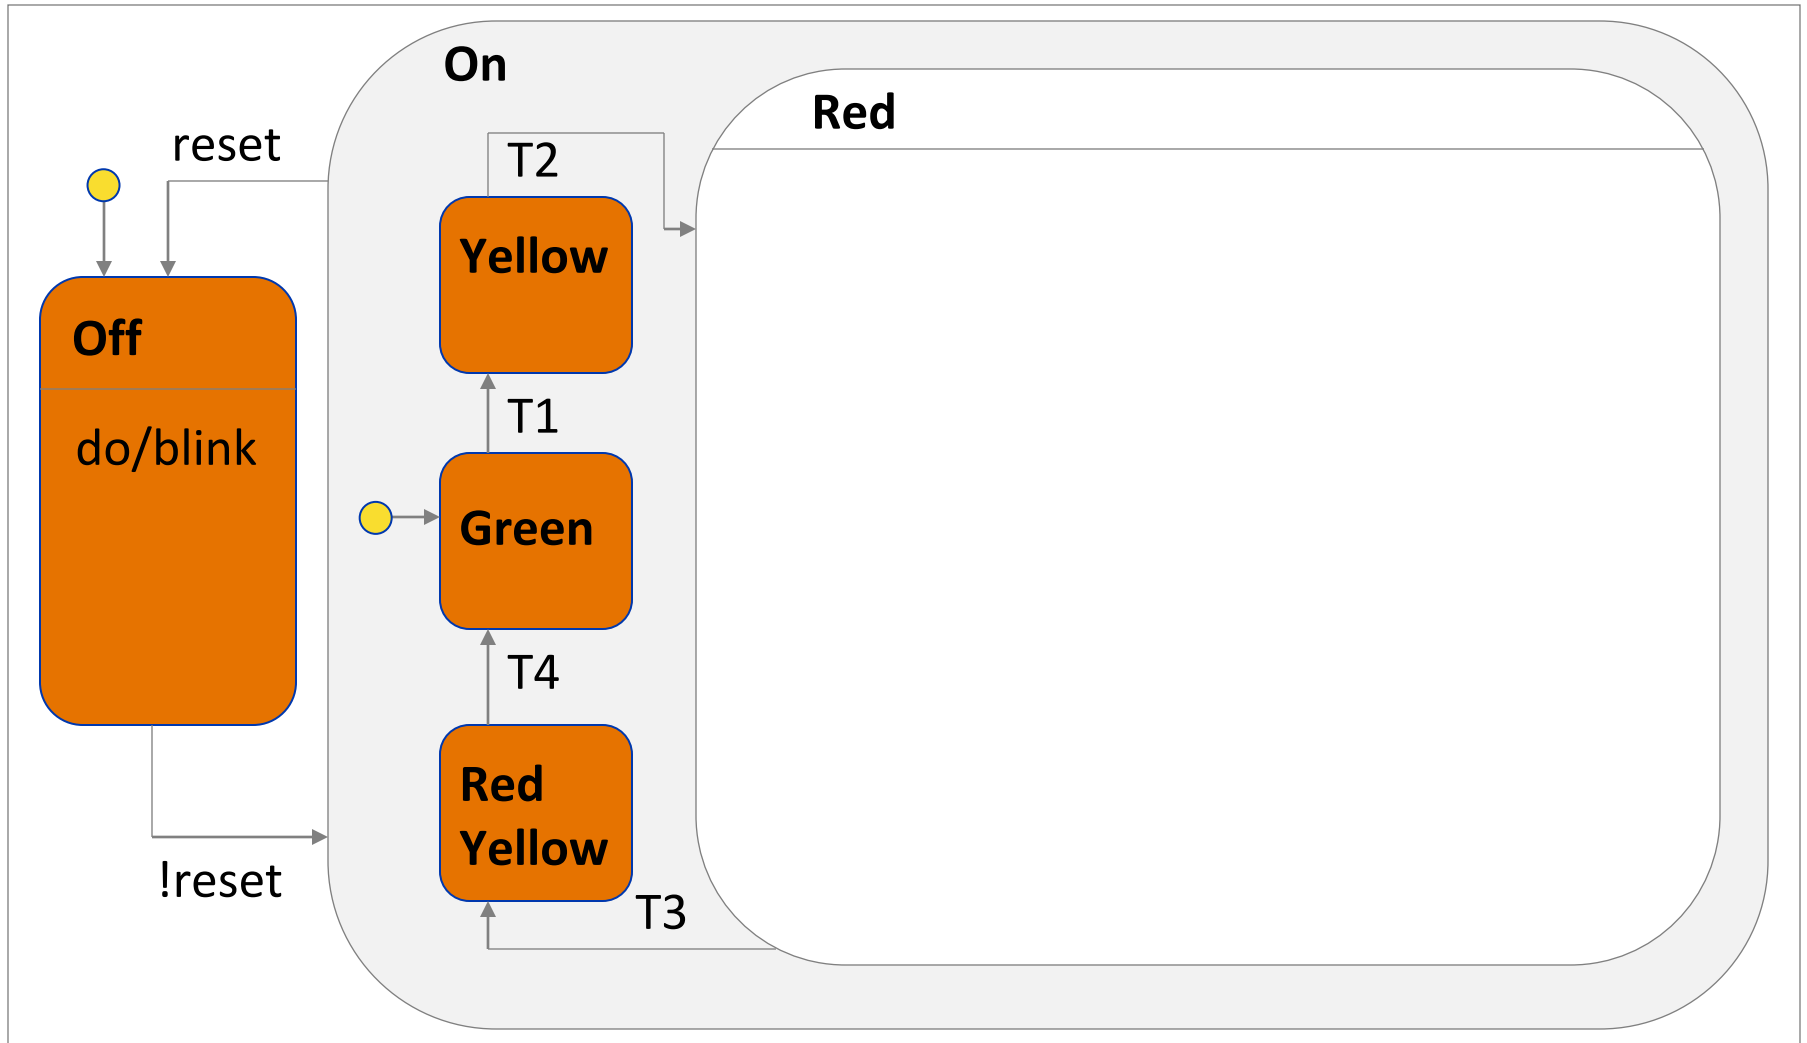 On
Red
reset
T2
Yellow
Off
T1
do/blink
Green
T4
Red
Yellow
!reset
T3